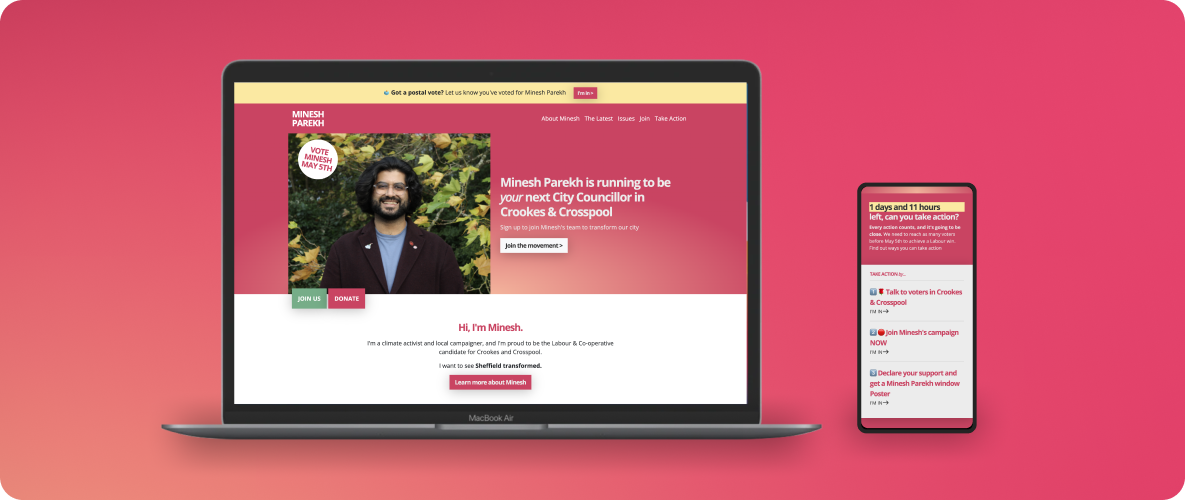 Got a postal vote? Let us know you've voted for Minesh Parekh
I'm in >
MINESH
PAREKH
About Minesh The Latest Issues Join Take Action
VOTE
MINESH
MAY 5TH
Minesh Parekh is running to be
your next City Councillor in
Crookes & Crosspool
Sign up to join Minesh's team to transform our city
Join the movement >
JOIN US
DONATE
Hi, I'm Minesh.
I'm a climate activist and local campaigner, and I'm proud to be the Labour & Co-operative
candidate for Crookes and Crosspool.
I want to see Sheffield transformed.
Learn more about Minesh
MacBook Air
1 days and 11 hours
left, can you take action?
Every action counts, and it's going to be
close. We need to reach as many voters
before May 5th to achieve a Labour win.
Find out ways you can take action
TAKE ACTION by...
1️⃣🌹 Talk to voters in Crookes
& Crosspool
I'M IN →
2️⃣🔴 Join Minesh's campaign
NOW
I'M IN →
3️⃣ Declare your support and
get a Minesh Parekh window
Poster
I'M IN →